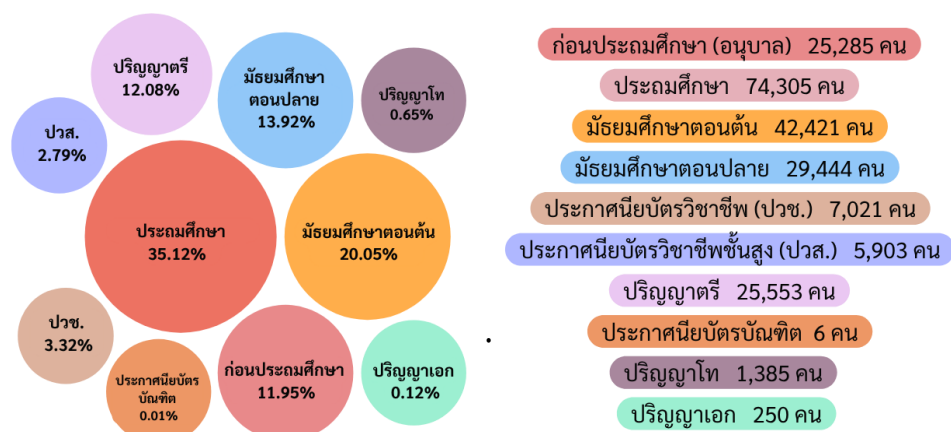 ปริญญาตรี
12.08%
มัธยมศึกษา
ตอนปลาย
13.92%
ปริญญาโท
0.65%
ปวส.
2.79%
ประถมศึกษา
35.12%
มัธยมศึกษาตอนต้น
20.05%
ปวช.
3.32%
ประกาศนียบัตร
บัณฑิต
0.01%
ก่อนประถมศึกษา
11.95%
ปริญญาเอก
0.12%
ก่อนประถมศึกษา (อนุบาล) 25,285 คน
ประถมศึกษา 74,305 คน
มัธยมศึกษาตอนต้น 42,421 คน
มัธยมศึกษาตอนปลาย 29,444 คน
ประกาศนียบัตรวิชาชีพ (ปวช.) 7,021 คน
ประกาศนียบัตรวิชาชีพชั้นสูง (ปวส.) 5,903 คน
ปริญญาตรี 25,553 คน
ประกาศนียบัตรบัณฑิต 6 คน
ปริญญาโท 1,385 คน
ปริญญาเอก 250 คน